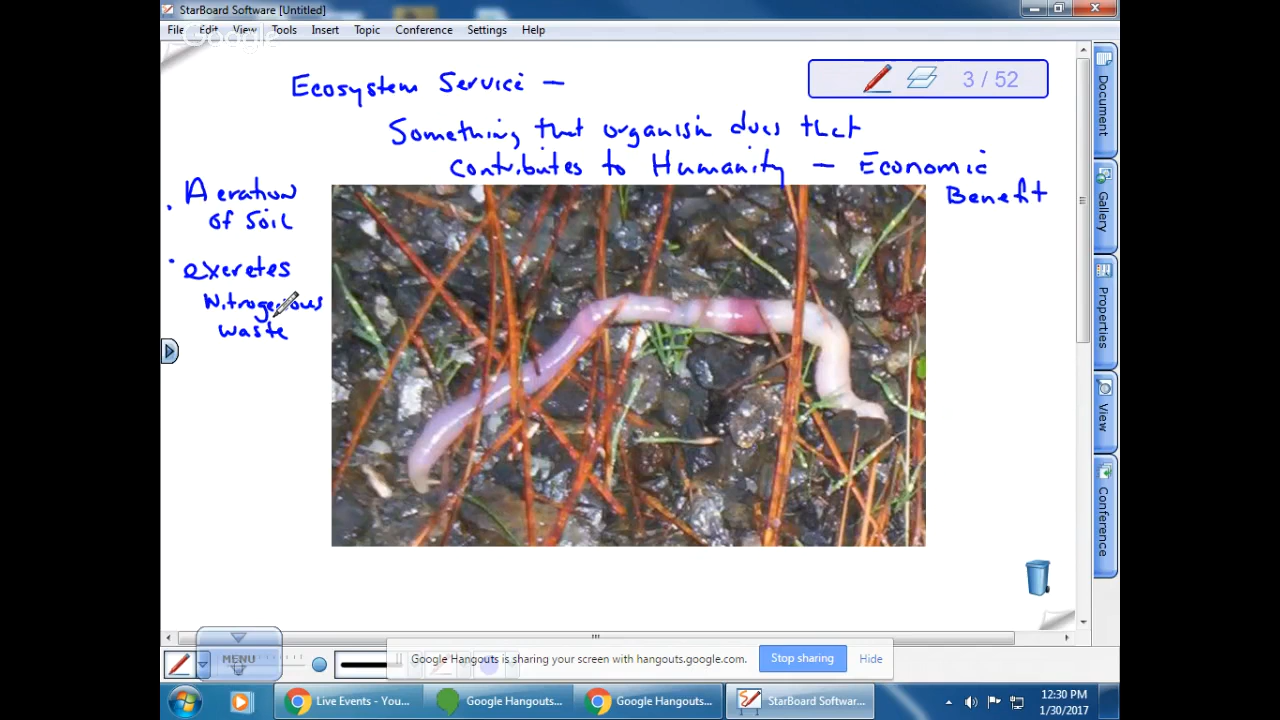 StarBoard Software [Untitled]
File Edit View Tools Insert Topic Conference Settings Help
Google
3 / 52
Ecosystem Service —
Something that organism does that
contributes to Humanity — Economic
Benefit
• Aeration
of Soil
• excretes
Nitrogenous
waste
Document
Gallery
Properties
View
Conference
MENU
Google Hangouts is sharing your screen with hangouts.google.com.
Stop sharing
Hide
Live Events - You...
Google Hangouts...
Google Hangouts...
StarBoard Softwar...
12:30 PM
1/30/2017